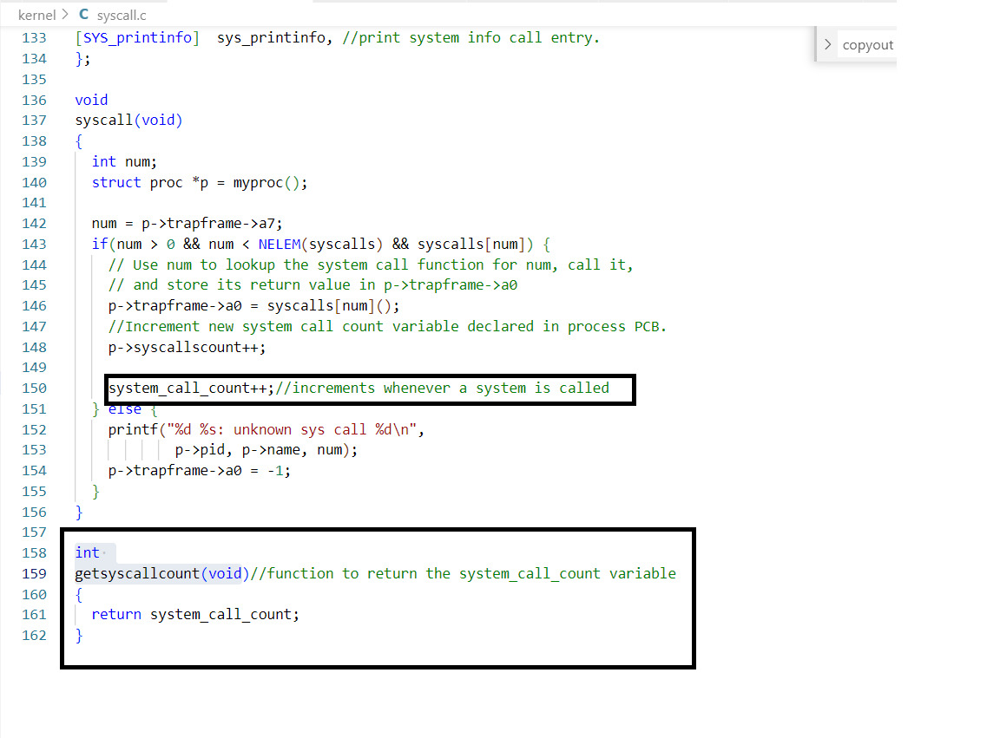 kernel > C syscall.c
133 [SYS_printinfo]  sys_printinfo, //print system info call entry.
> copyout
134 };
135
136 void
137 syscall(void)
138 {
139   int num;
140   struct proc *p = myproc();
141
142   num = p->trapframe->a7;
143   if(num > 0 && num < NELEM(syscalls) && syscalls[num]) {
144     // Use num to lookup the system call function for num, call it,
145     // and store its return value in p->trapframe->a0
146     p->trapframe->a0 = syscalls[num]();
147     //Increment new system call count variable declared in process PCB.
148     p->syscallscount++;
149
150     system_call_count++;//increments whenever a system is called
151   } else {
152     printf("%d %s: unknown sys call %d\n",
153             p->pid, p->name, num);
154     p->trapframe->a0 = -1;
155   }
156 }
157
158 int
159 getsyscallcount(void)//function to return the system_call_count variable
160 {
161   return system_call_count;
162 }